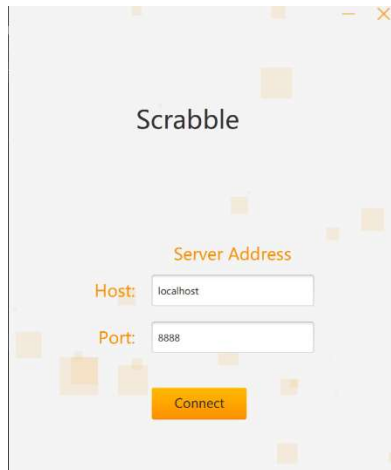 Scrabble
Server Address
Host: localhost
Port: 8888
Connect